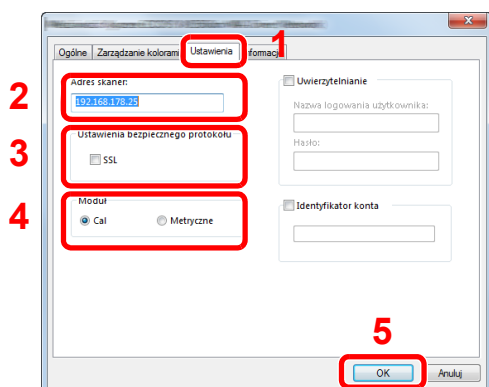 1
Ogólne Zarządzanie kolorami Ustawienia nformacje
2
Adres skaner:
192.168.178.25
Uwierzytelnianie
Nazwa logowania użytkownika:
Hasło:
3
Ustawienia bezpiecznego protokołu
SSL
4
Moduł
Cal Metryczne
Identyfikator konta
5
OK Anuluj